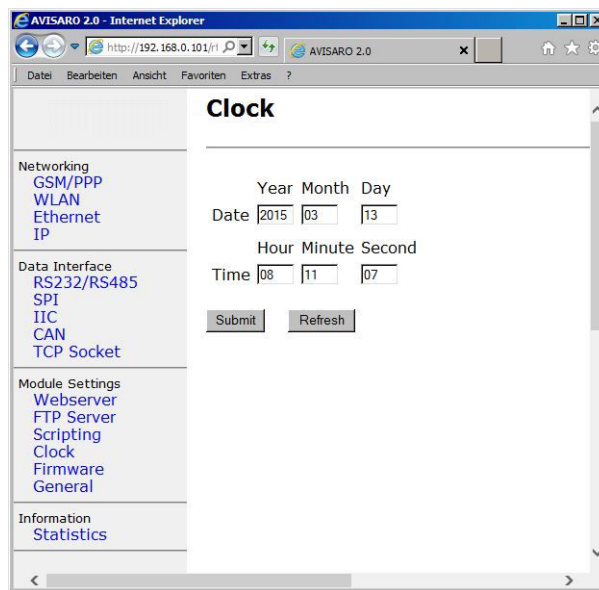 AVISARO 2.0 - Internet Explorer
http://192.168.0.101/rt
AVISARO 2.0
Datei Bearbeiten Ansicht Favoriten Extras ?
Clock
Networking
GSM/PPP
WLAN
Ethernet
IP
Data Interface
RS232/RS485
SPI
IIC
CAN
TCP Socket
Module Settings
Webserver
FTP Server
Scripting
Clock
Firmware
General
Information
Statistics
Year Month Day
Date 2015 03 13
Hour Minute Second
Time 08 11 07
Submit Refresh